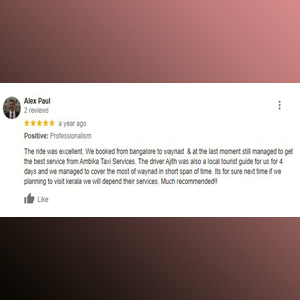 Alex Paul
2 reviews
a year ago
Positive: Professionalism
The ride was excellent. We booked from bangalore to waynad & at the last moment still managed to get
the best service from Ambika Taxi Services. The driver Ajith was also a local tourist guide for us for 4
days and we managed to cover the most of waynad in short span of time. Its for sure next time if we
planning to visit kerala we will depend their services. Much recommended!!
Like